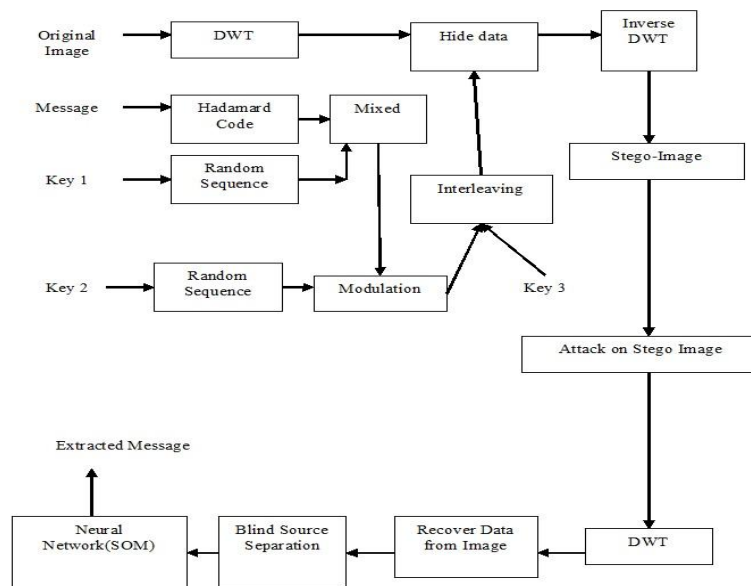 Original
Image
DWT
Hide data
Inverse
DWT
Message
Hadamard
Code
Mixed
Stego-Image
Key 1
Random
Sequence
Interleaving
Key 2
Random
Sequence
Modulation
Key 3
Attack on Stego Image
Extracted Message
Neural
Network(SOM)
Blind Source
Separation
Recover Data
from Image
DWT